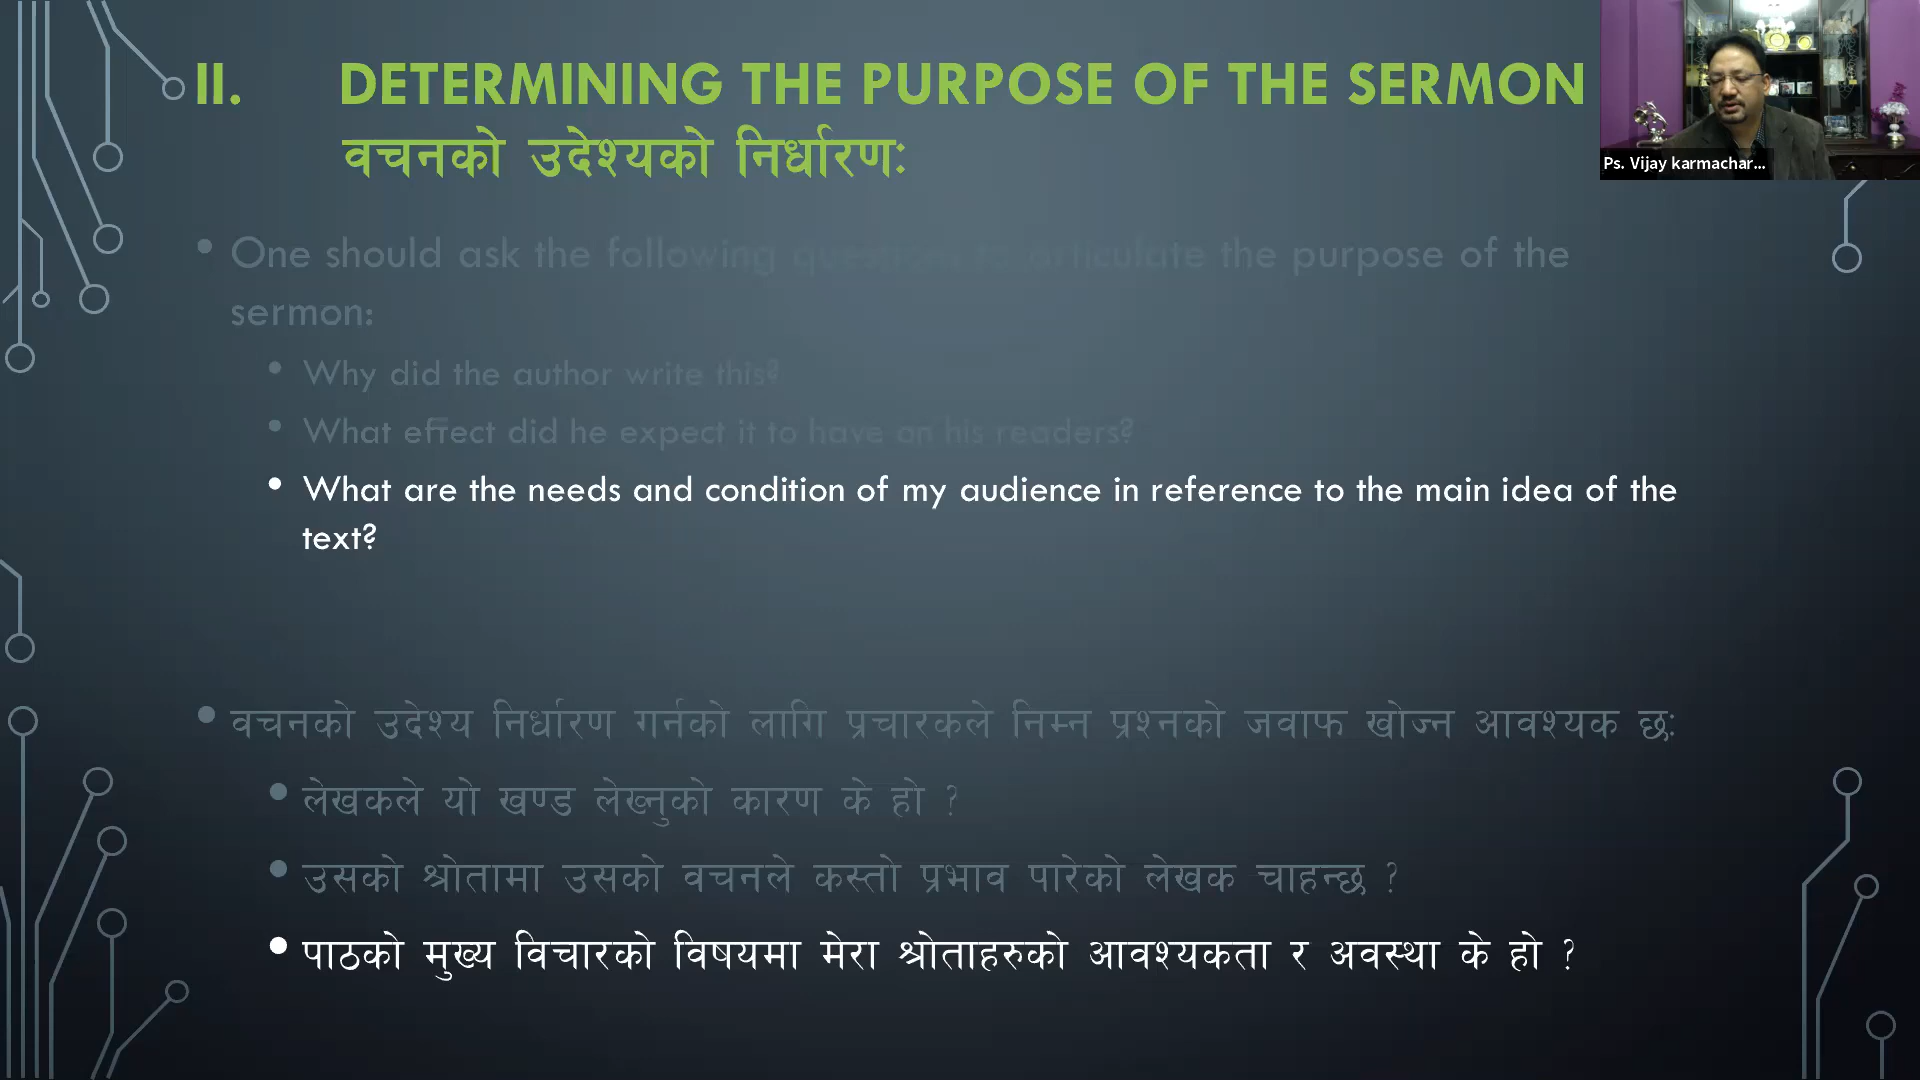 II. DETERMINING THE PURPOSE OF THE SERMON
वचनको उदेश्यको निर्धारण:
Ps. Vijay karmachar...
• One should ask the following questions to articulate the purpose of the
sermon:
• Why did the author write this?
• What effect did he expect it to have on his readers?
• What are the needs and condition of my audience in reference to the main idea of the
text?
• वचनको उदेश्य निर्धारण गर्नको लागि प्रचारकले निम्न प्रश्नको जवाफ खोज्न आवश्यक छ:
• लेखकले यो खण्ड लेख्नुको कारण के हो ?
• उसको श्रोतामा उसको वचनले कस्तो प्रभाव पारेको लेखक चाहन्छ ?
• पाठको मुख्य विचारको विषयमा मेरा श्रोताहरुको आवश्यकता र अवस्था के हो ?